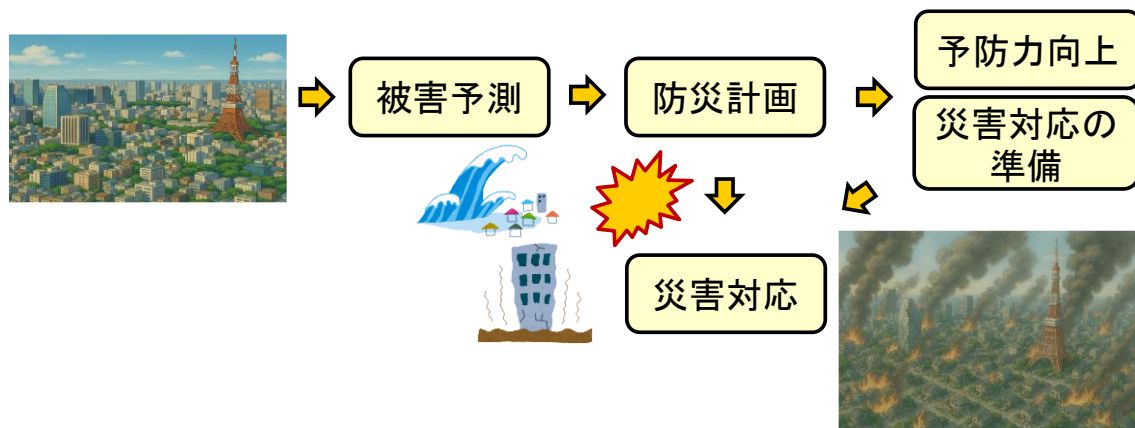 被害予測
防災計画
予防力向上
災害対応の
準備
災害対応